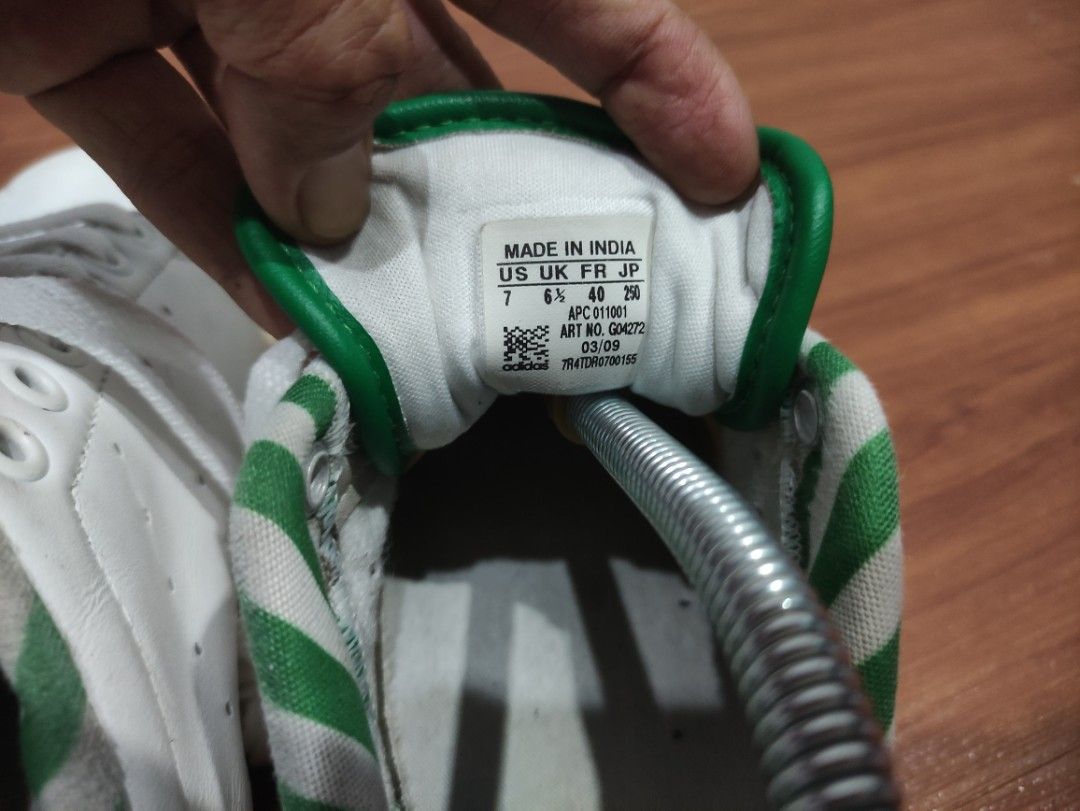 MADE IN INDIA
US UK FR JP
7 6½ 40 250
APC 011001
ART NO. G04272
03/09
adidas 7R4TDR0700155